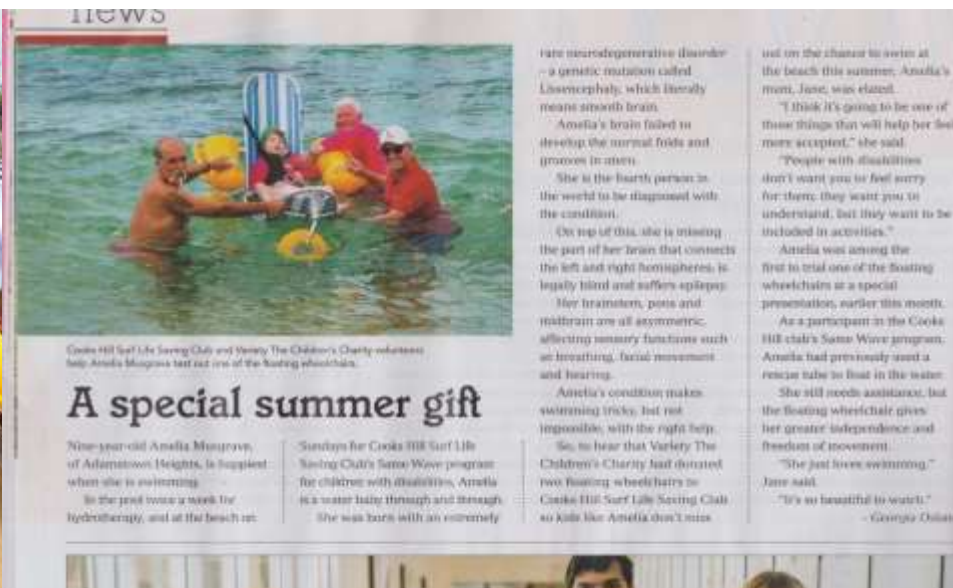 news
Cooks Hill Surf Life Saving Club and Variety The Children's Charity volunteers
help Amelia Musgrave test out one of the floating wheelchairs.
A special summer gift
Nine-year-old Amelia Musgrave,
of Adamstown Heights, is happiest
when she is swimming.
In the pool twice a week for
hydrotherapy, and at the beach on
Sundays for Cooks Hill Surf Life
Saving Club's Same Wave program
for children with disabilities, Amelia
is a water baby through and through.
She was born with an extremely
rare neurodegenerative disorder
– a genetic mutation called
Lissencephaly, which literally
means smooth brain.
Amelia's brain failed to
develop the normal folds and
grooves in utero.
She is the fourth person in
the world to be diagnosed with
the condition.
On top of this, she is missing
the part of her brain that connects
the left and right hemispheres, is
legally blind and suffers epilepsy.
Her brainstem, pons and
midbrain are all asymmetric,
affecting sensory functions such
as breathing, facial movement
and hearing.
Amelia's condition makes
swimming tricky, but not
impossible, with the right help.
So, to hear that Variety The
Children's Charity had donated
two floating wheelchairs to
Cooks Hill Surf Life Saving Club
so kids like Amelia don't miss
out on the chance to swim at
the beach this summer, Amelia's
mum, Jane, was elated.
"I think it's going to be one of
those things that will help her feel
more accepted," she said.
"People with disabilities
don't want you to feel sorry
for them; they want you to
understand, but they want to be
included in activities."
Amelia was among the
first to trial one of the floating
wheelchairs at a special
presentation, earlier this month.
As a participant in the Cooks
Hill club's Same Wave program,
Amelia had previously used a
rescue tube to float in the water.
She still needs assistance, but
the floating wheelchair gives
her greater independence and
freedom of movement.
"She just loves swimming,"
Jane said.
"It's so beautiful to watch."
– Georgia Osland